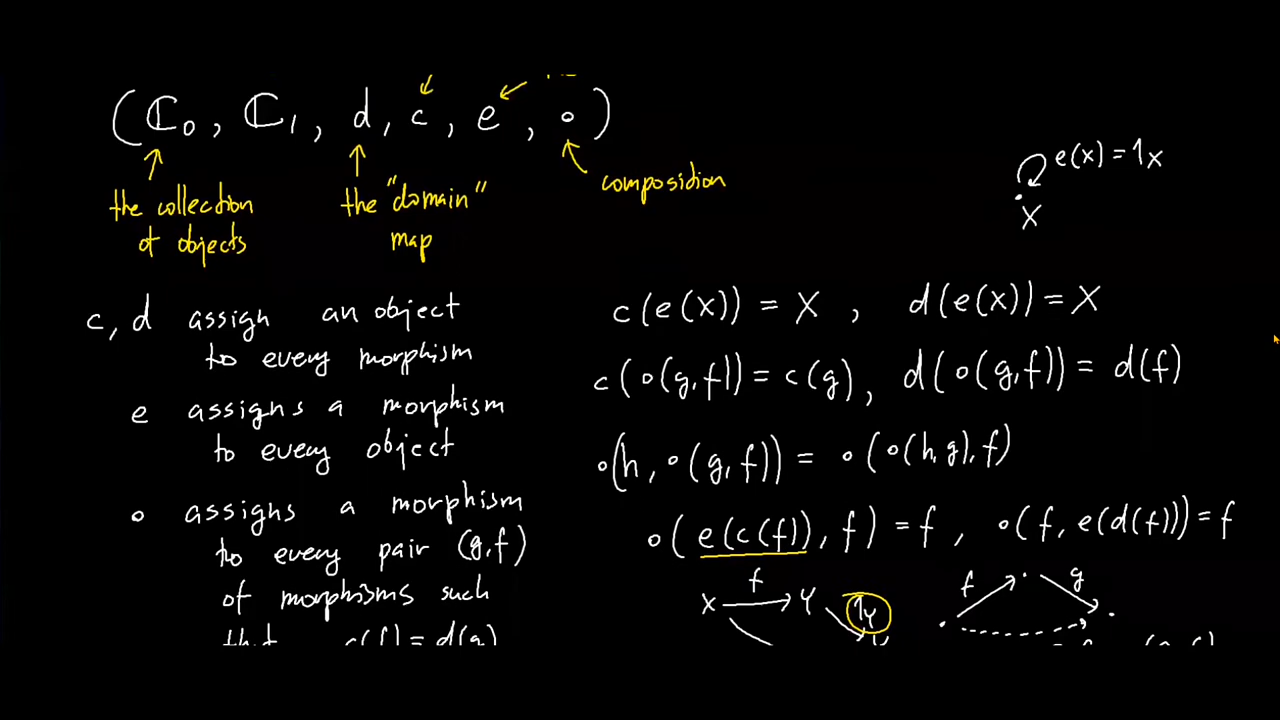 (ℂ₀, ℂ₁, d, c, e, ∘)
the collection
of objects
the "domain"
map
composition
e(x) = 1x
X
c, d assign an object
to every morphism
e assigns a morphism
to every object
∘ assigns a morphism
to every pair (g,f)
of morphisms such
that c(f) = d(g)
c(e(x)) = X , d(e(x)) = X
c(∘(g,f)) = c(g), d(∘(g,f)) = d(f)
∘(h, ∘(g,f)) = ∘(∘(h,g),f)
∘(e(c(f)), f) = f , ∘(f, e(d(f))) = f
X f Y 1Y
f g